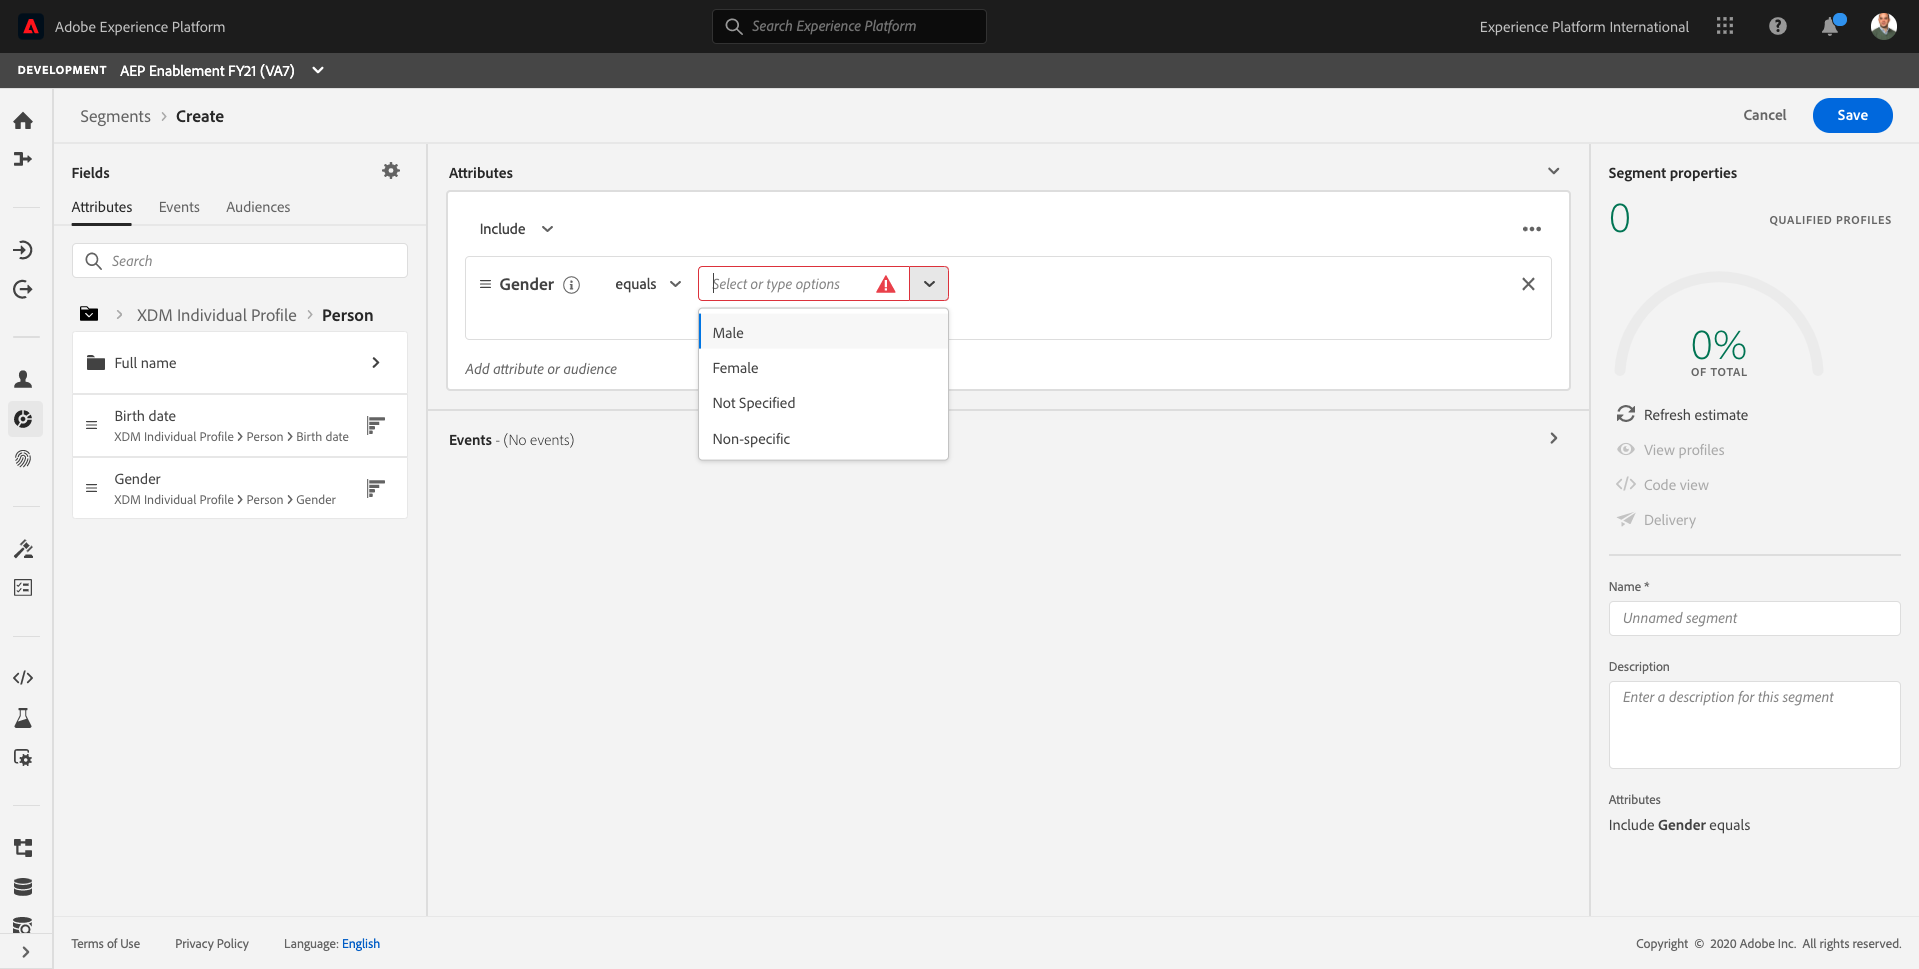 Adobe Experience Platform
Search Experience Platform
Experience Platform International
DEVELOPMENT AEP Enablement FY21 (VA7)
Segments > Create
Cancel
Save
Fields
Attributes Events Audiences
Search
XDM Individual Profile > Person
Full name
Birth date
XDM Individual Profile > Person > Birth date
Gender
XDM Individual Profile > Person > Gender
Attributes
Include
Gender equals Select or type options
Male
Female
Not Specified
Non-specific
Add attribute or audience
Events - (No events)
Segment properties
0 QUALIFIED PROFILES
0%
OF TOTAL
Refresh estimate
View profiles
Code view
Delivery
Name *
Unnamed segment
Description
Enter a description for this segment
Attributes
Include Gender equals
Terms of Use Privacy Policy Language: English
Copyright © 2020 Adobe Inc. All rights reserved.